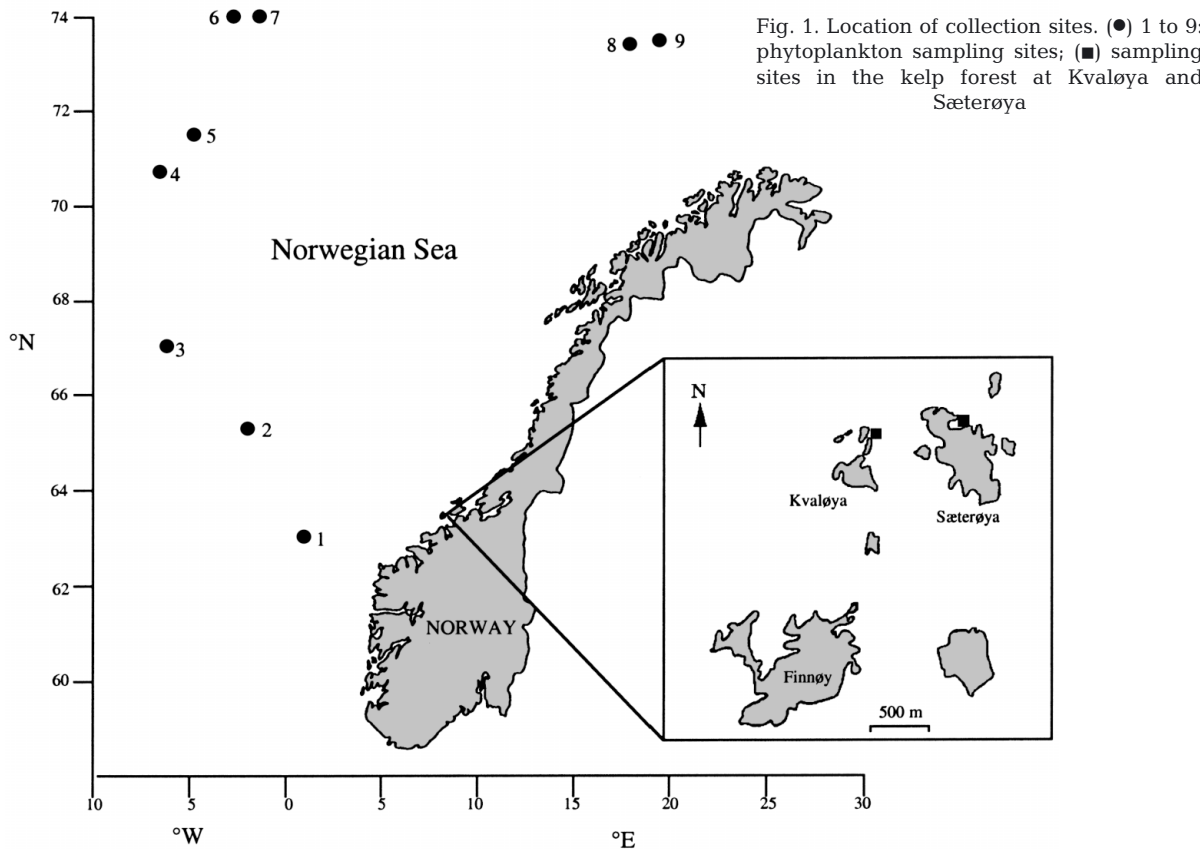 Fig. 1. Location of collection sites. (●) 1 to 9:
phytoplankton sampling sites; (■) sampling
sites in the kelp forest at Kvaløya and
Sæterøya
74
6
7
8
9
72
5
4
70
Norwegian Sea
68
°N
3
66
N
2
64
Kvaløya
Sæterøya
1
62
NORWAY
60
Finnøy
500 m
10
5
0
5
10
15
20
25
30
°W
°E